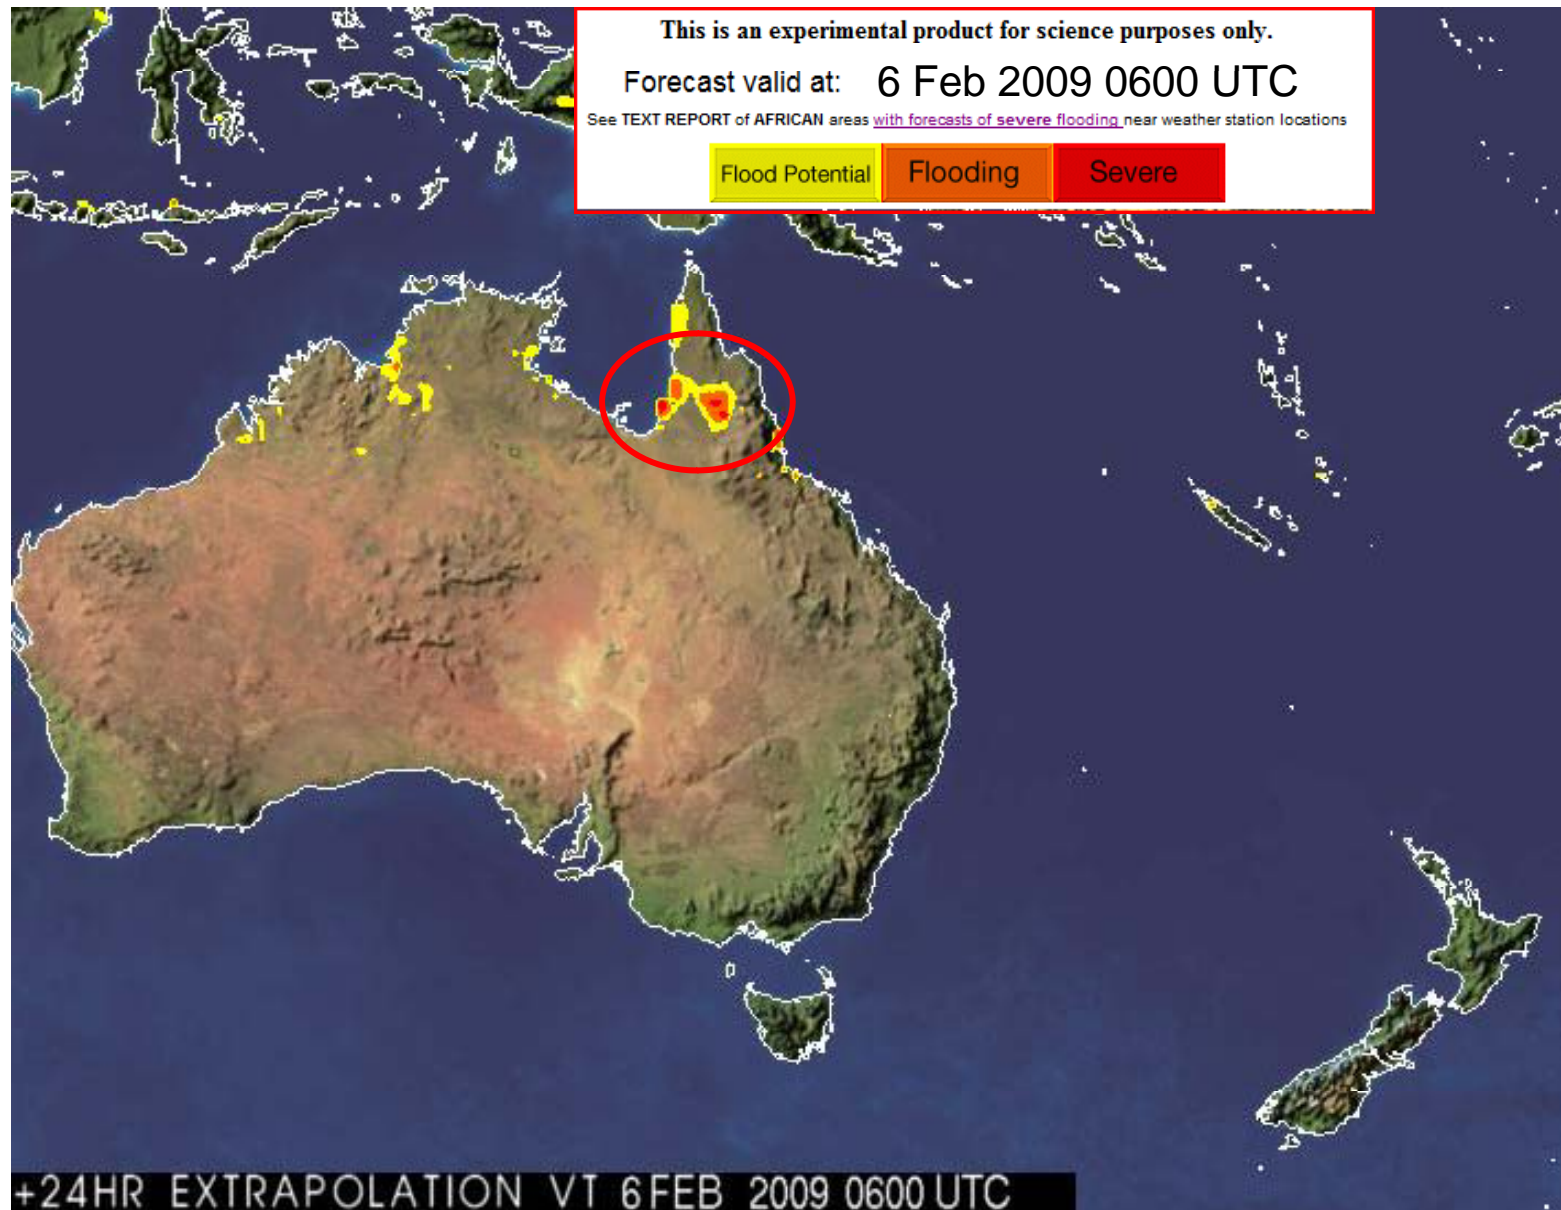 This is an experimental product for science purposes only.
Forecast valid at: 6 Feb 2009 0600 UTC
See TEXT REPORT of AFRICAN areas with forecasts of severe flooding near weather station locations
Flood Potential Flooding Severe
+24HR EXTRAPOLATION VT 6 FEB 2009 0600 UTC